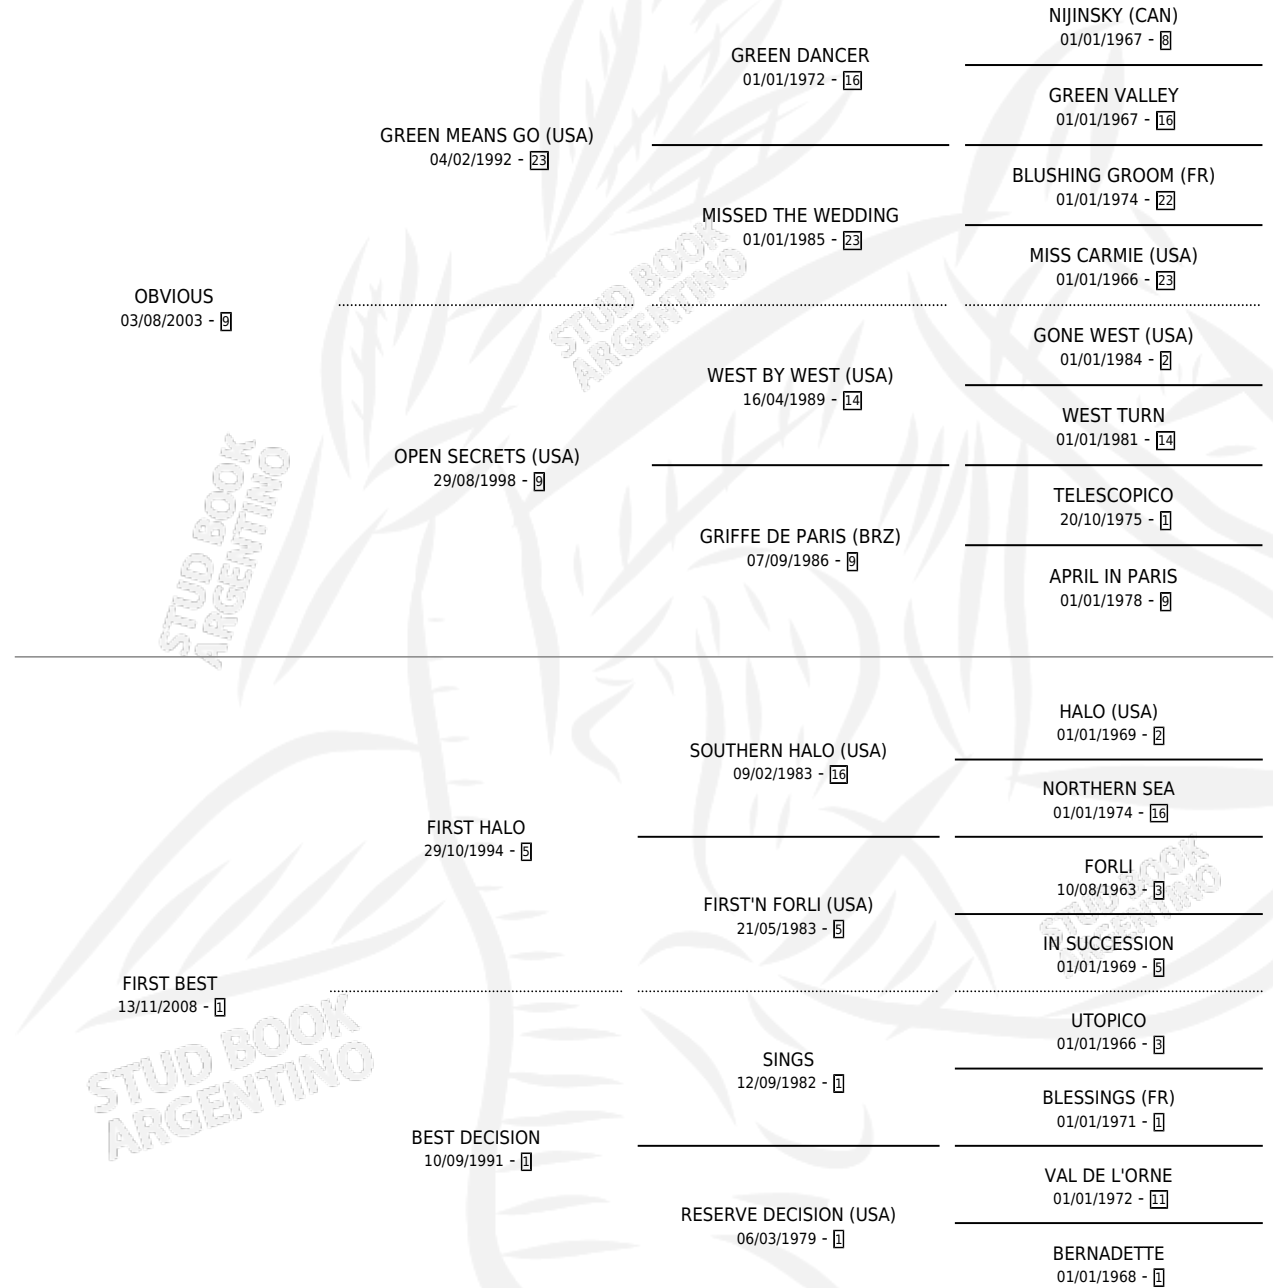 NIJINSKY (CAN)
01/01/1967 - 8
GREEN DANCER
01/01/1972 - 16
GREEN VALLEY
01/01/1967 - 16
GREEN MEANS GO (USA)
04/02/1992 - 23
BLUSHING GROOM (FR)
01/01/1974 - 22
MISSED THE WEDDING
01/01/1985 - 23
MISS CARMIE (USA)
01/01/1966 - 23
OBVIOUS
03/08/2003 - 9
GONE WEST (USA)
01/01/1984 - 2
WEST BY WEST (USA)
16/04/1989 - 14
WEST TURN
01/01/1981 - 14
OPEN SECRETS (USA)
29/08/1998 - 9
TELESCOPICO
20/10/1975 - 1
GRIFFE DE PARIS (BRZ)
07/09/1986 - 9
APRIL IN PARIS
01/01/1978 - 9
HALO (USA)
01/01/1969 - 2
SOUTHERN HALO (USA)
09/02/1983 - 16
NORTHERN SEA
01/01/1974 - 16
FIRST HALO
29/10/1994 - 5
FORLI
10/08/1963 - 3
FIRST'N FORLI (USA)
21/05/1983 - 5
IN SUCCESSION
01/01/1969 - 5
FIRST BEST
13/11/2008 - 1
UTOPICO
01/01/1966 - 3
SINGS
12/09/1982 - 1
BLESSINGS (FR)
01/01/1971 - 1
BEST DECISION
10/09/1991 - 1
VAL DE L'ORNE
01/01/1972 - 11
RESERVE DECISION (USA)
06/03/1979 - 1
BERNADETTE
01/01/1968 - 1
STUD BOOK
ARGENTINO
STUD BOOK
ARGENTINO
STUD BOOK
ARGENTINO
STUD BOOK
ARGENTINO